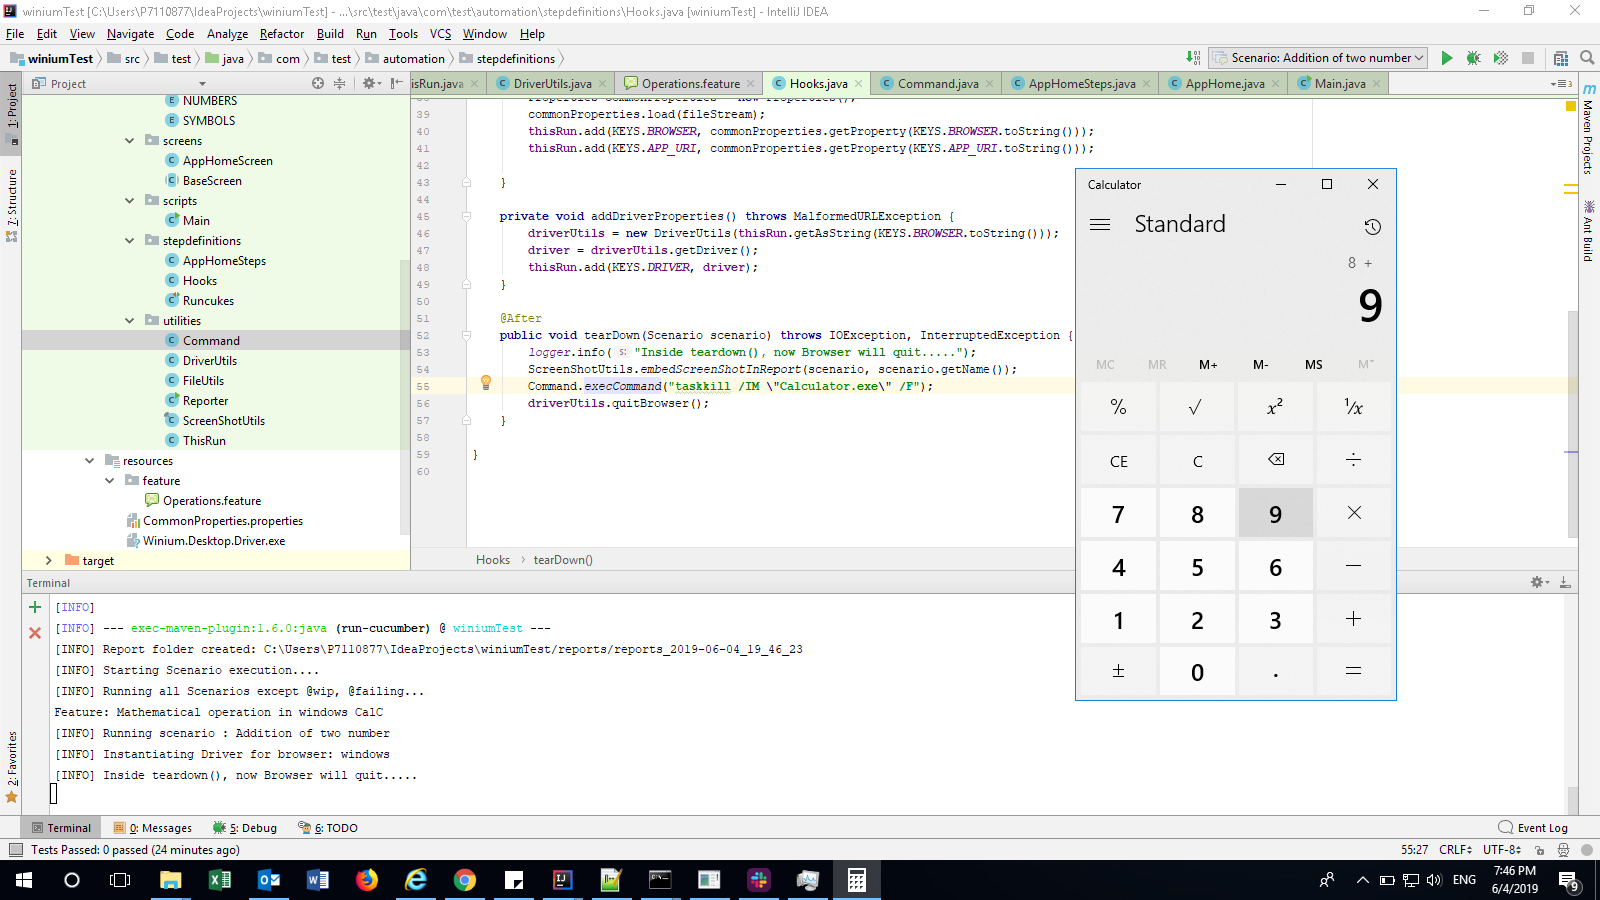 winiumTest [C:\Users\P7110877\IdeaProjects\winiumTest] - ...\src\test\java\com\test\automation\stepdefinitions\Hooks.java [winiumTest] - IntelliJ IDEA
File Edit View Navigate Code Analyze Refactor Build Run Tools VCS Window Help
winiumTest src test java com test automation stepdefinitions
Scenario: Addition of two number
Project
isRun.java DriverUtils.java Operations.feature Hooks.java Command.java AppHomeSteps.java AppHome.java Main.java
1: Project
7: Structure
2: Favorites
NUMBERS
SYMBOLS
screens
AppHomeScreen
BaseScreen
scripts
Main
stepdefinitions
AppHomeSteps
Hooks
Runcukes
utilities
Command
DriverUtils
FileUtils
Reporter
ScreenShotUtils
ThisRun
resources
feature
Operations.feature
CommonProperties.properties
Winium.Desktop.Driver.exe
target
38 Properties commonProperties = new Properties();
39 commonProperties.load(fileStream);
40 thisRun.add(KEYS.BROWSER, commonProperties.getProperty(KEYS.BROWSER.toString()));
41 thisRun.add(KEYS.APP_URI, commonProperties.getProperty(KEYS.APP_URI.toString()));
42
43 }
44
45 private void addDriverProperties() throws MalformedURLException {
46 driverUtils = new DriverUtils(thisRun.getAsString(KEYS.BROWSER.toString()));
47 driver = driverUtils.getDriver();
48 thisRun.add(KEYS.DRIVER, driver);
49 }
50
51 @After
52 public void tearDown(Scenario scenario) throws IOException, InterruptedException {
53 logger.info( s: "Inside teardown(), now Browser will quit.....");
54 ScreenShotUtils.embedScreenShotInReport(scenario, scenario.getName());
55 Command.execCommand("taskkill /IM \"Calculator.exe\" /F");
56 driverUtils.quitBrowser();
57 }
58
59 }
60
Hooks tearDown()
3
Maven Projects
Ant Build
Calculator
Standard
8 +
9
MC MR M+ M- MS M˅
% √ x² ¹/x
CE C ÷
7 8 9 ×
4 5 6 −
1 2 3 +
± 0 . =
Terminal
[INFO]
[INFO] --- exec-maven-plugin:1.6.0:java (run-cucumber) @ winiumTest ---
[INFO] Report folder created: C:\Users\P7110877\IdeaProjects\winiumTest/reports/reports_2019-06-04_19_46_23
[INFO] Starting Scenario execution....
[INFO] Running all Scenarios except @wip, @failing...
Feature: Mathematical operation in windows CalC
[INFO] Running scenario : Addition of two number
[INFO] Instantiating Driver for browser: windows
[INFO] Inside teardown(), now Browser will quit.....
Terminal 0: Messages 5: Debug 6: TODO Event Log
Tests Passed: 0 passed (24 minutes ago) 55:27 CRLF UTF-8
ENG 7:46 PM
6/4/2019
9